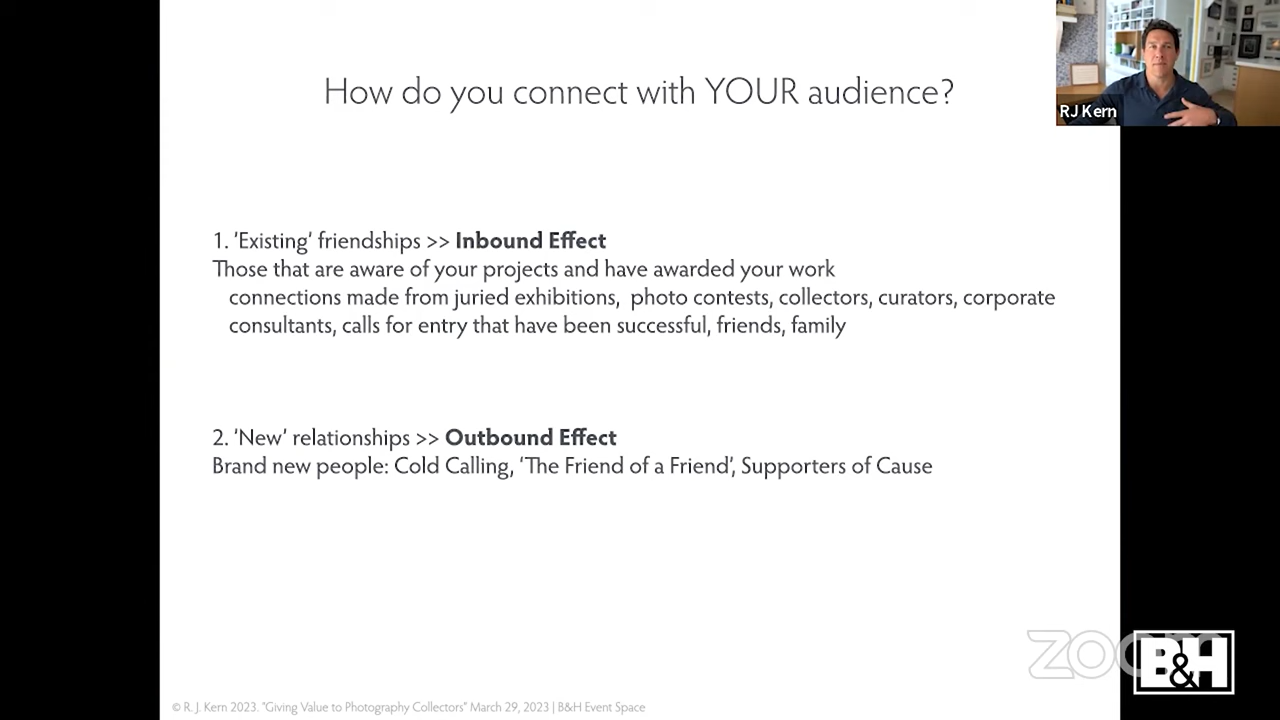 How do you connect with YOUR audience?
RJ Kern
1. ‘Existing’ friendships >> Inbound Effect
Those that are aware of your projects and have awarded your work
connections made from juried exhibitions, photo contests, collectors, curators, corporate
consultants, calls for entry that have been successful, friends, family
2. ‘New’ relationships >> Outbound Effect
Brand new people: Cold Calling, ‘The Friend of a Friend’, Supporters of Cause
zoom
B&H
© R. J. Kern 2023. “Giving Value to Photography Collectors” March 29, 2023 | B&H Event Space